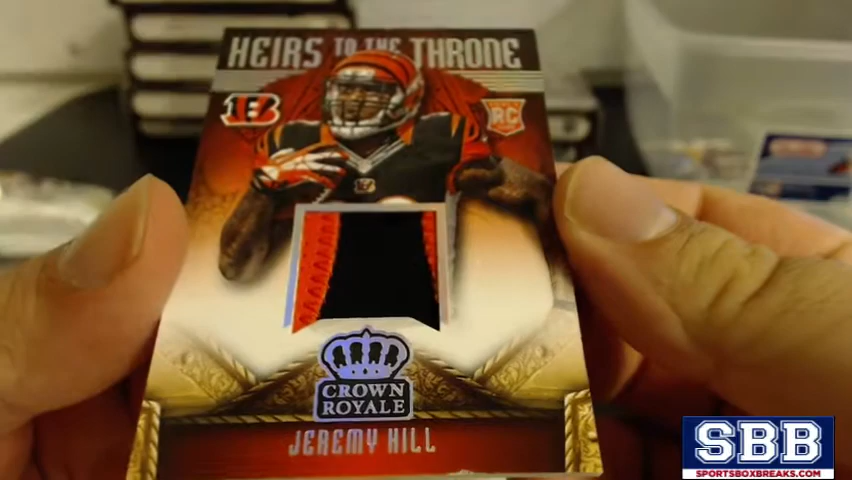 HEIRS TO THE THRONE
B
RC
B
CROWN
ROYALE
JEREMY HILL
SBB
SPORTSBOXBREAKS.COM